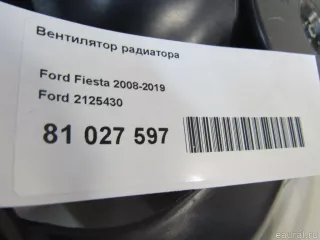 Вентилятор радиатора
Ford Fiesta 2008-2019
Ford 2125430
81 027 597